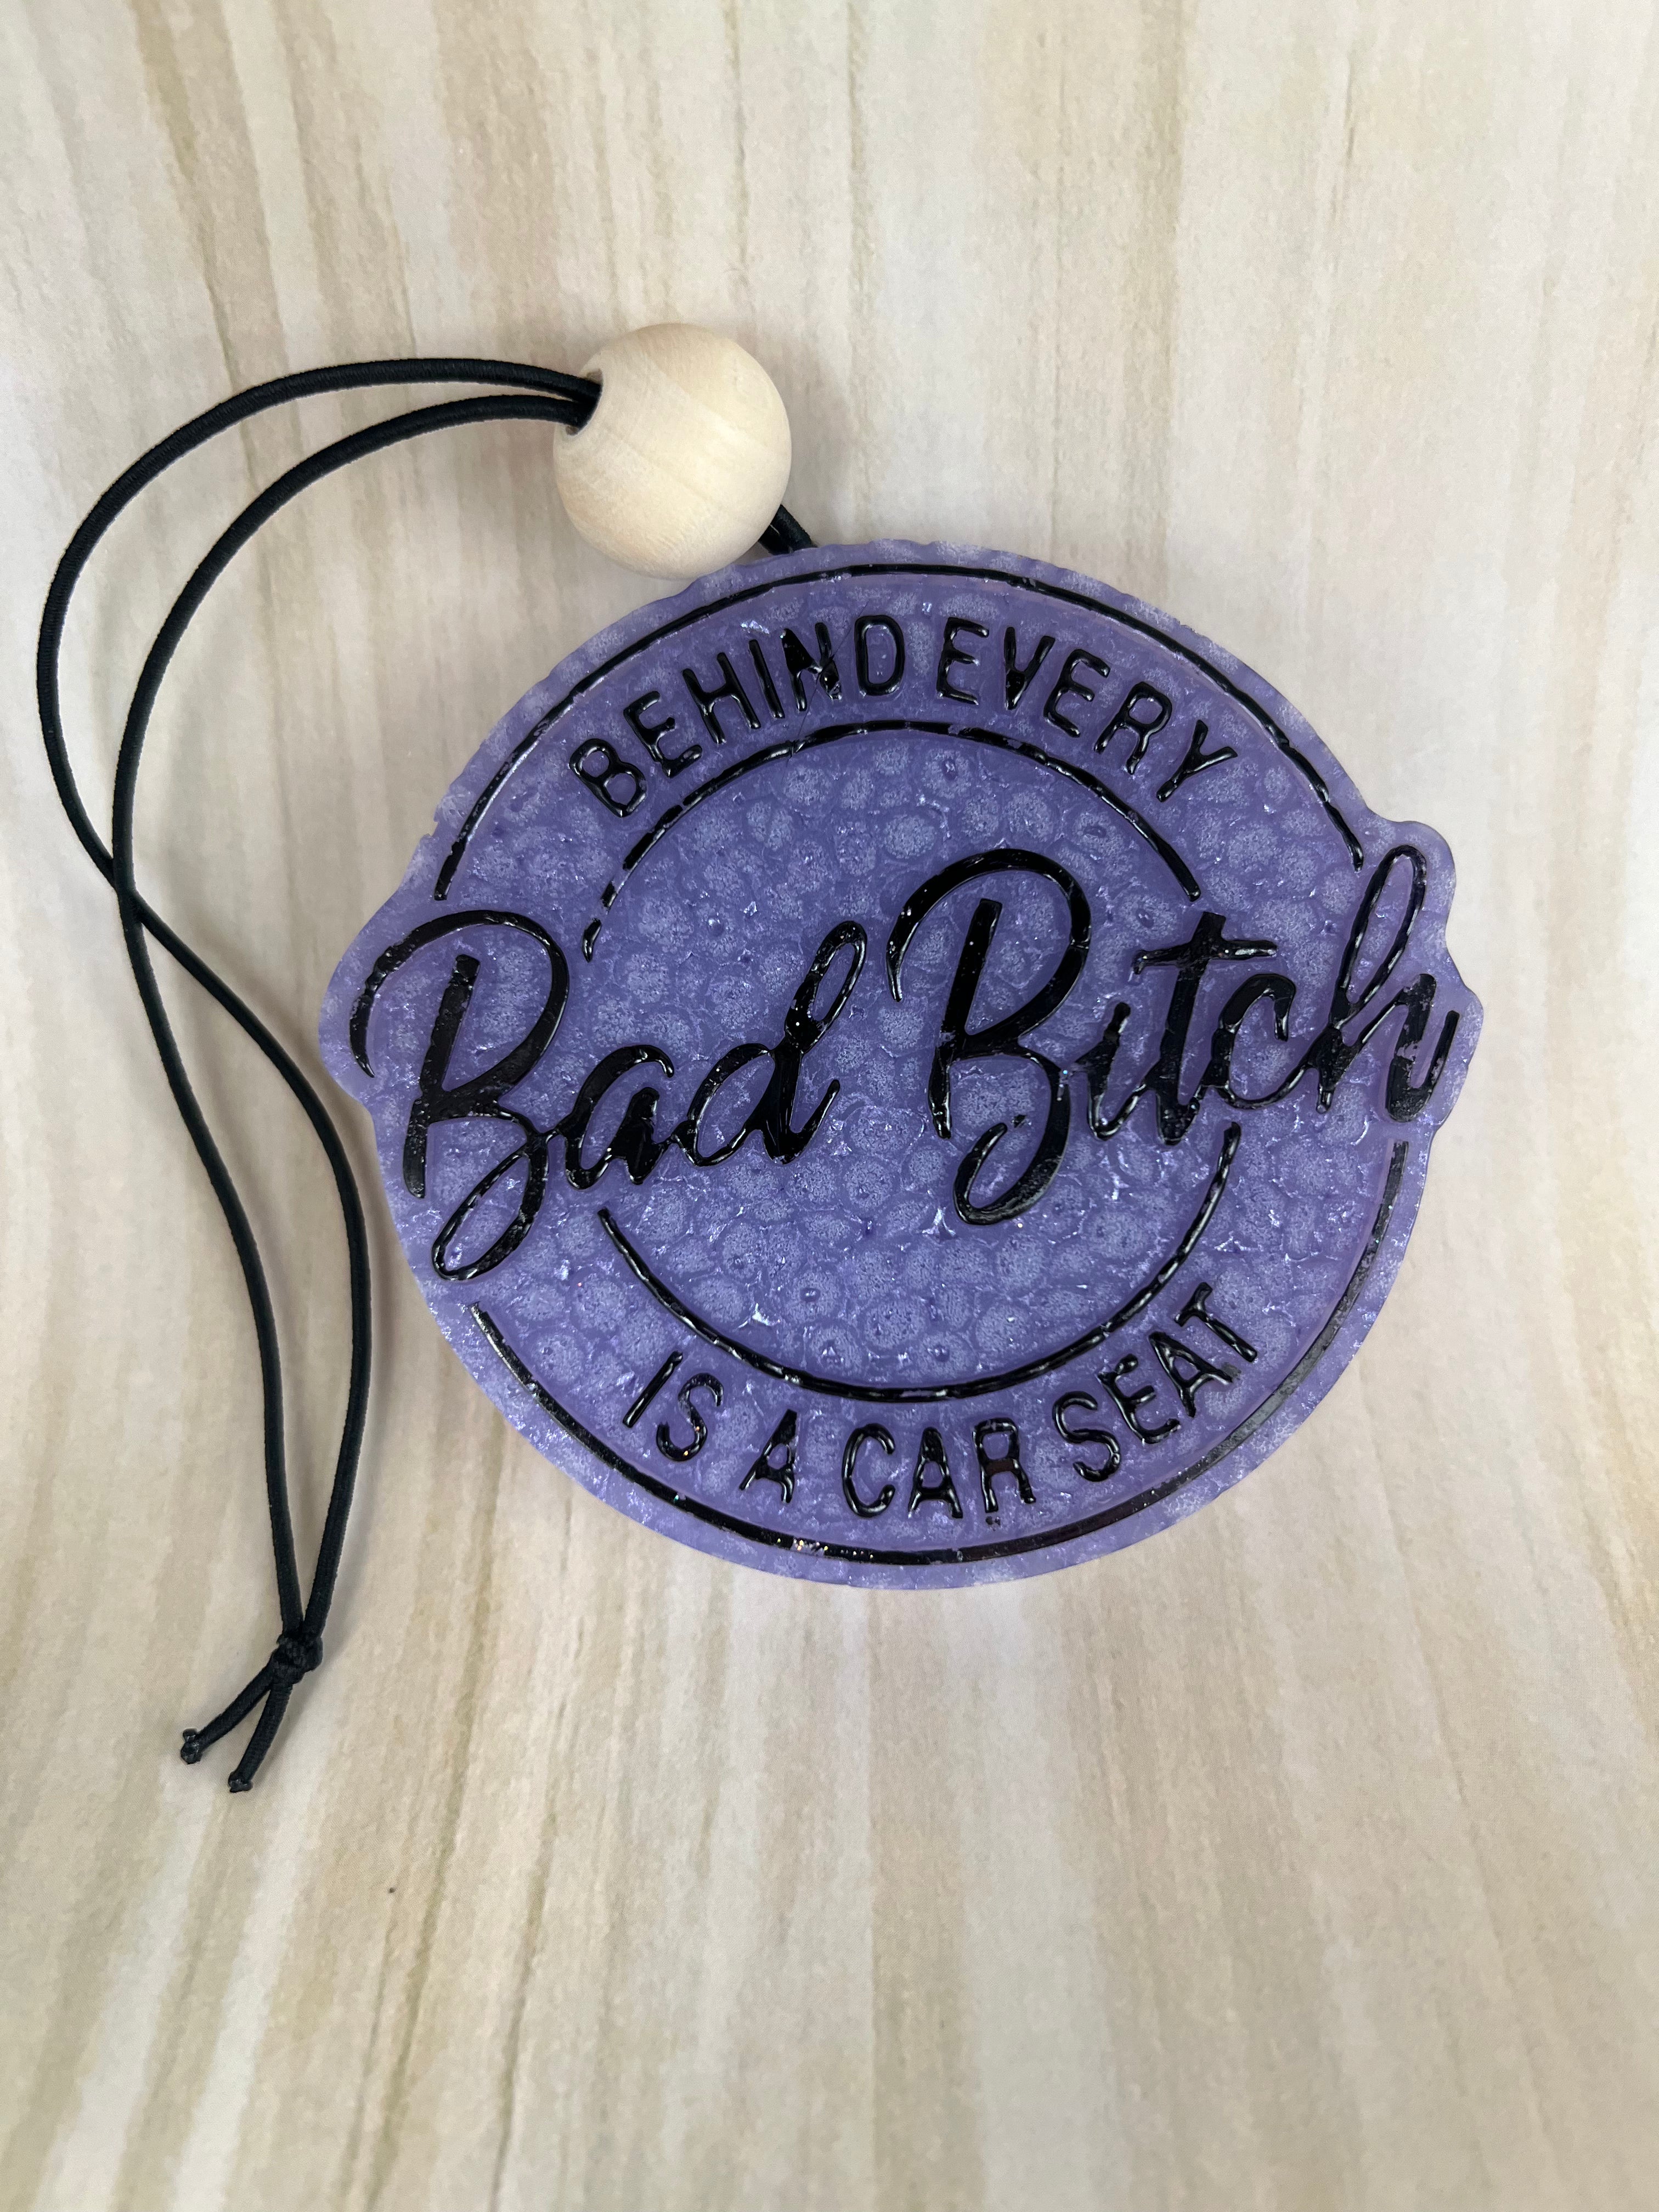 BEHIND EVERY
Bad Bitch
IS A CAR SEAT